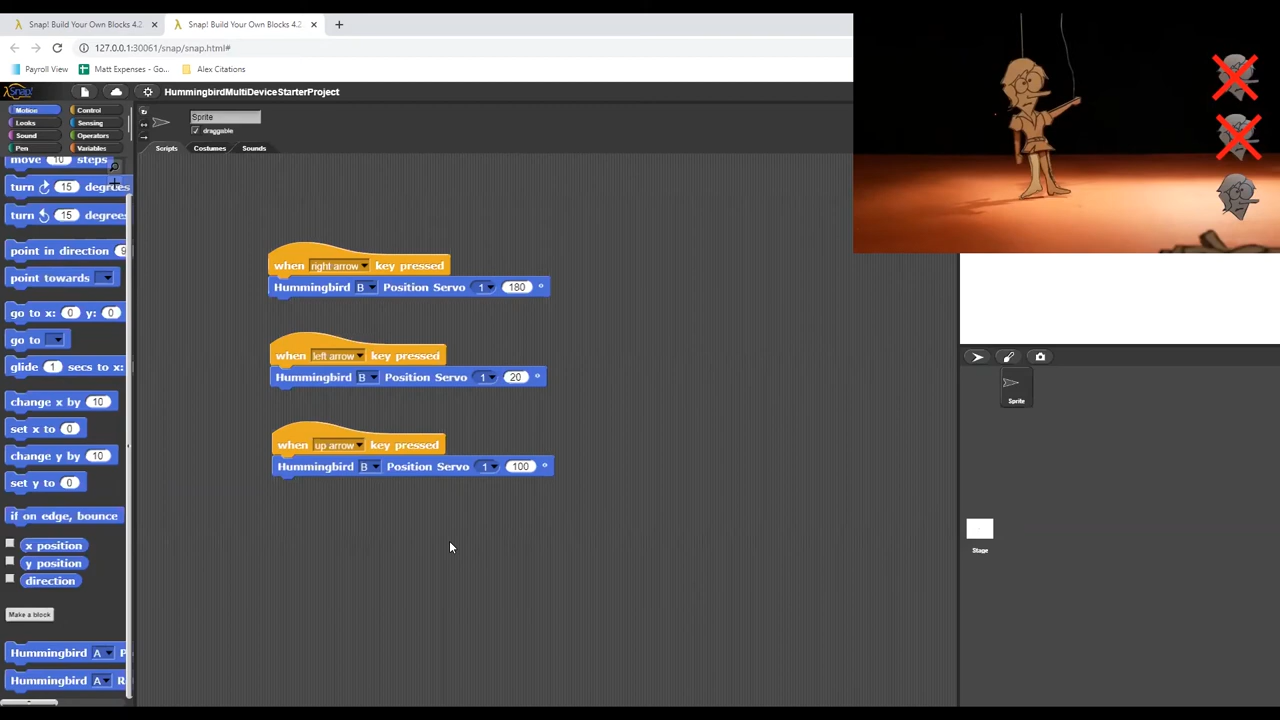 Snap! Build Your Own Blocks 4.2.
Snap! Build Your Own Blocks 4.2.
127.0.0.1:30061/snap/snap.html#
Payroll View
Matt Expenses - Go...
Alex Citations
Snap!
HummingbirdMultiDeviceStarterProject
Motion
Control
Looks
Sensing
Sound
Operators
Pen
Variables
Sprite
draggable
Scripts
Costumes
Sounds
move 10 steps
turn 15 degrees
turn 15 degrees
point in direction 9
point towards
go to x: 0 y: 0
go to
glide 1 secs to x:
change x by 10
set x to 0
change y by 10
set y to 0
if on edge, bounce
x position
y position
direction
Make a block
Hummingbird A P
Hummingbird A R
when right arrow key pressed
Hummingbird B Position Servo 1 180 °
when left arrow key pressed
Hummingbird B Position Servo 1 20 °
when up arrow key pressed
Hummingbird B Position Servo 1 100 °
Sprite
Stage